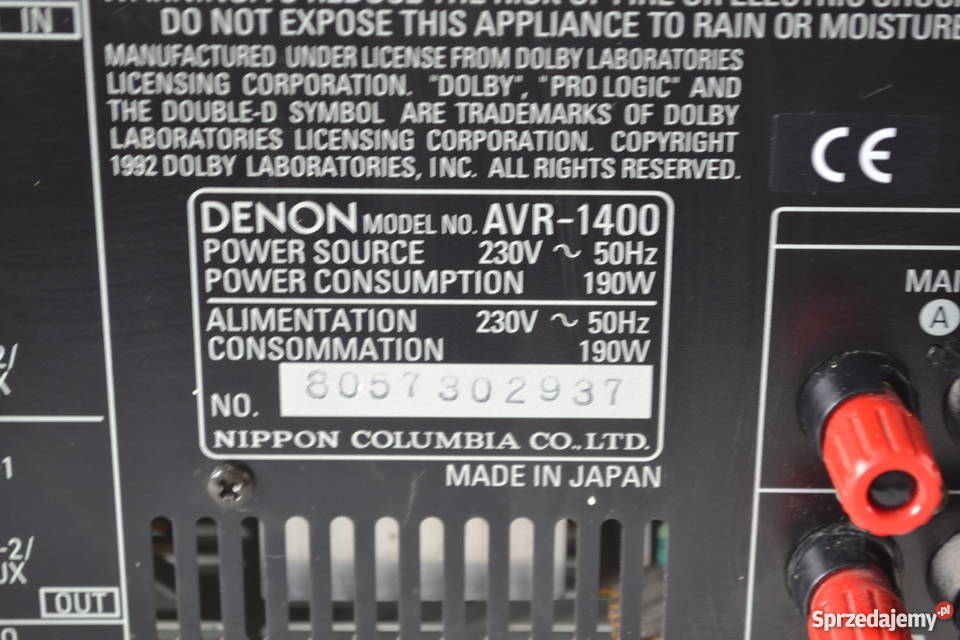 IN
DO NOT EXPOSE THIS APPLIANCE TO RAIN OR MOISTURE
MANUFACTURED UNDER LICENSE FROM DOLBY LABORATORIES
LICENSING CORPORATION. "DOLBY", "PRO LOGIC" AND
THE DOUBLE-D SYMBOL ARE TRADEMARKS OF DOLBY
LABORATORIES LICENSING CORPORATION. COPYRIGHT
1992 DOLBY LABORATORIES, INC. ALL RIGHTS RESERVED.
CE
DENON MODEL NO. AVR-1400
POWER SOURCE 230V ~ 50Hz
POWER CONSUMPTION 190W
ALIMENTATION 230V ~ 50Hz
CONSOMMATION 190W
NO. 8057302937
NIPPON COLUMBIA CO.,LTD.
MADE IN JAPAN
A
OUT
Sprzedajemy.pl